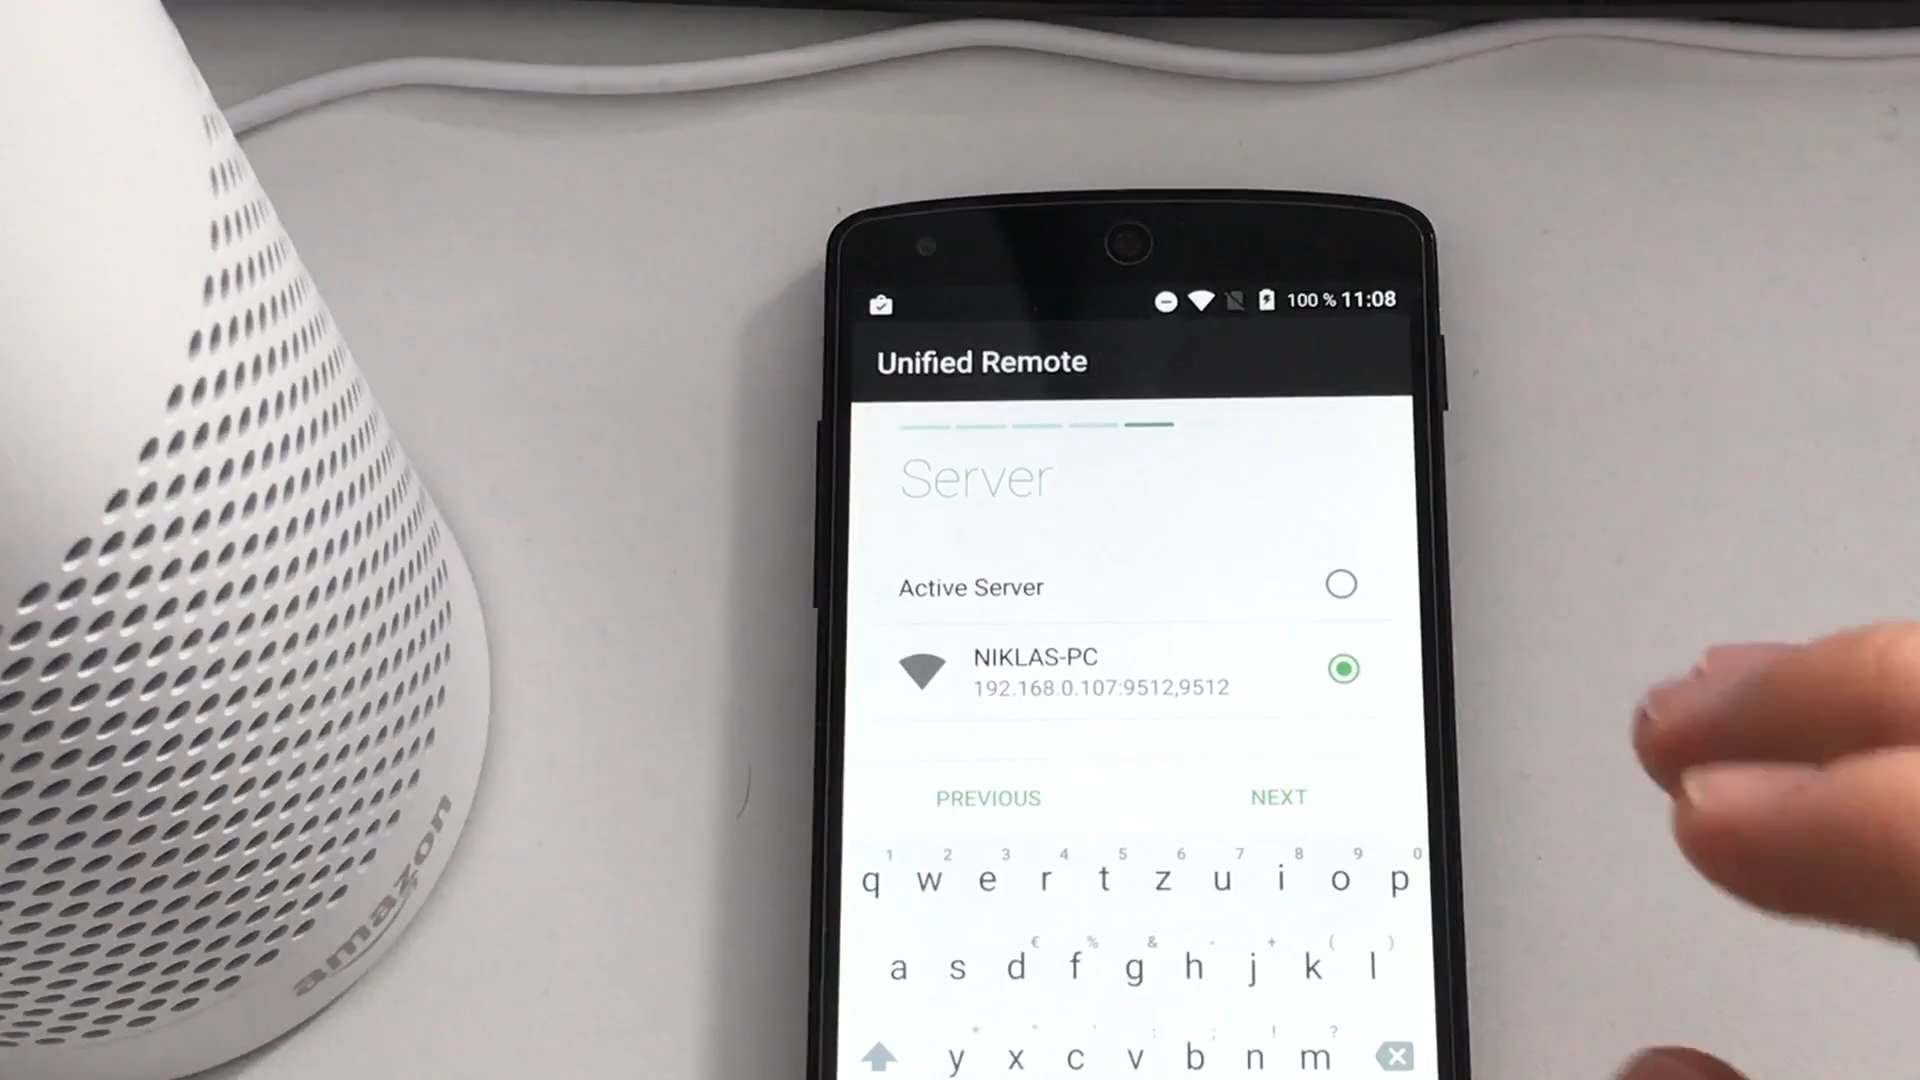 100 % 11:08
Unified Remote
Server
Active Server
NIKLAS-PC
192.168.0.107:9512,9512
PREVIOUS NEXT
1 2 3 4 5 6 7 8 9 0
q w e r t z u i o p
€ % & - + ( )
a s d f g h j k l
* " ' : ; ! ?
y x c v b n m
amazon